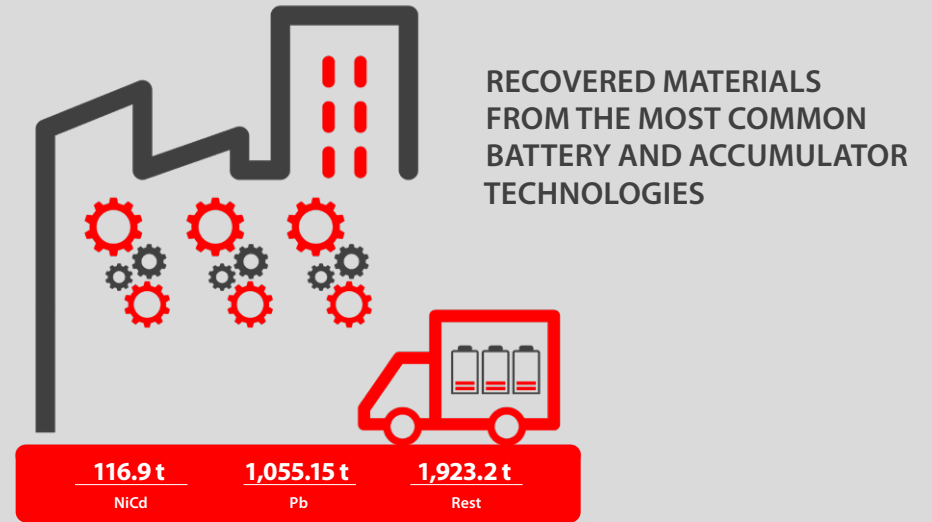 RECOVERED MATERIALS
FROM THE MOST COMMON
BATTERY AND ACCUMULATOR
TECHNOLOGIES
116.9 t 1,055.15 t 1,923.2 t
NiCd Pb Rest